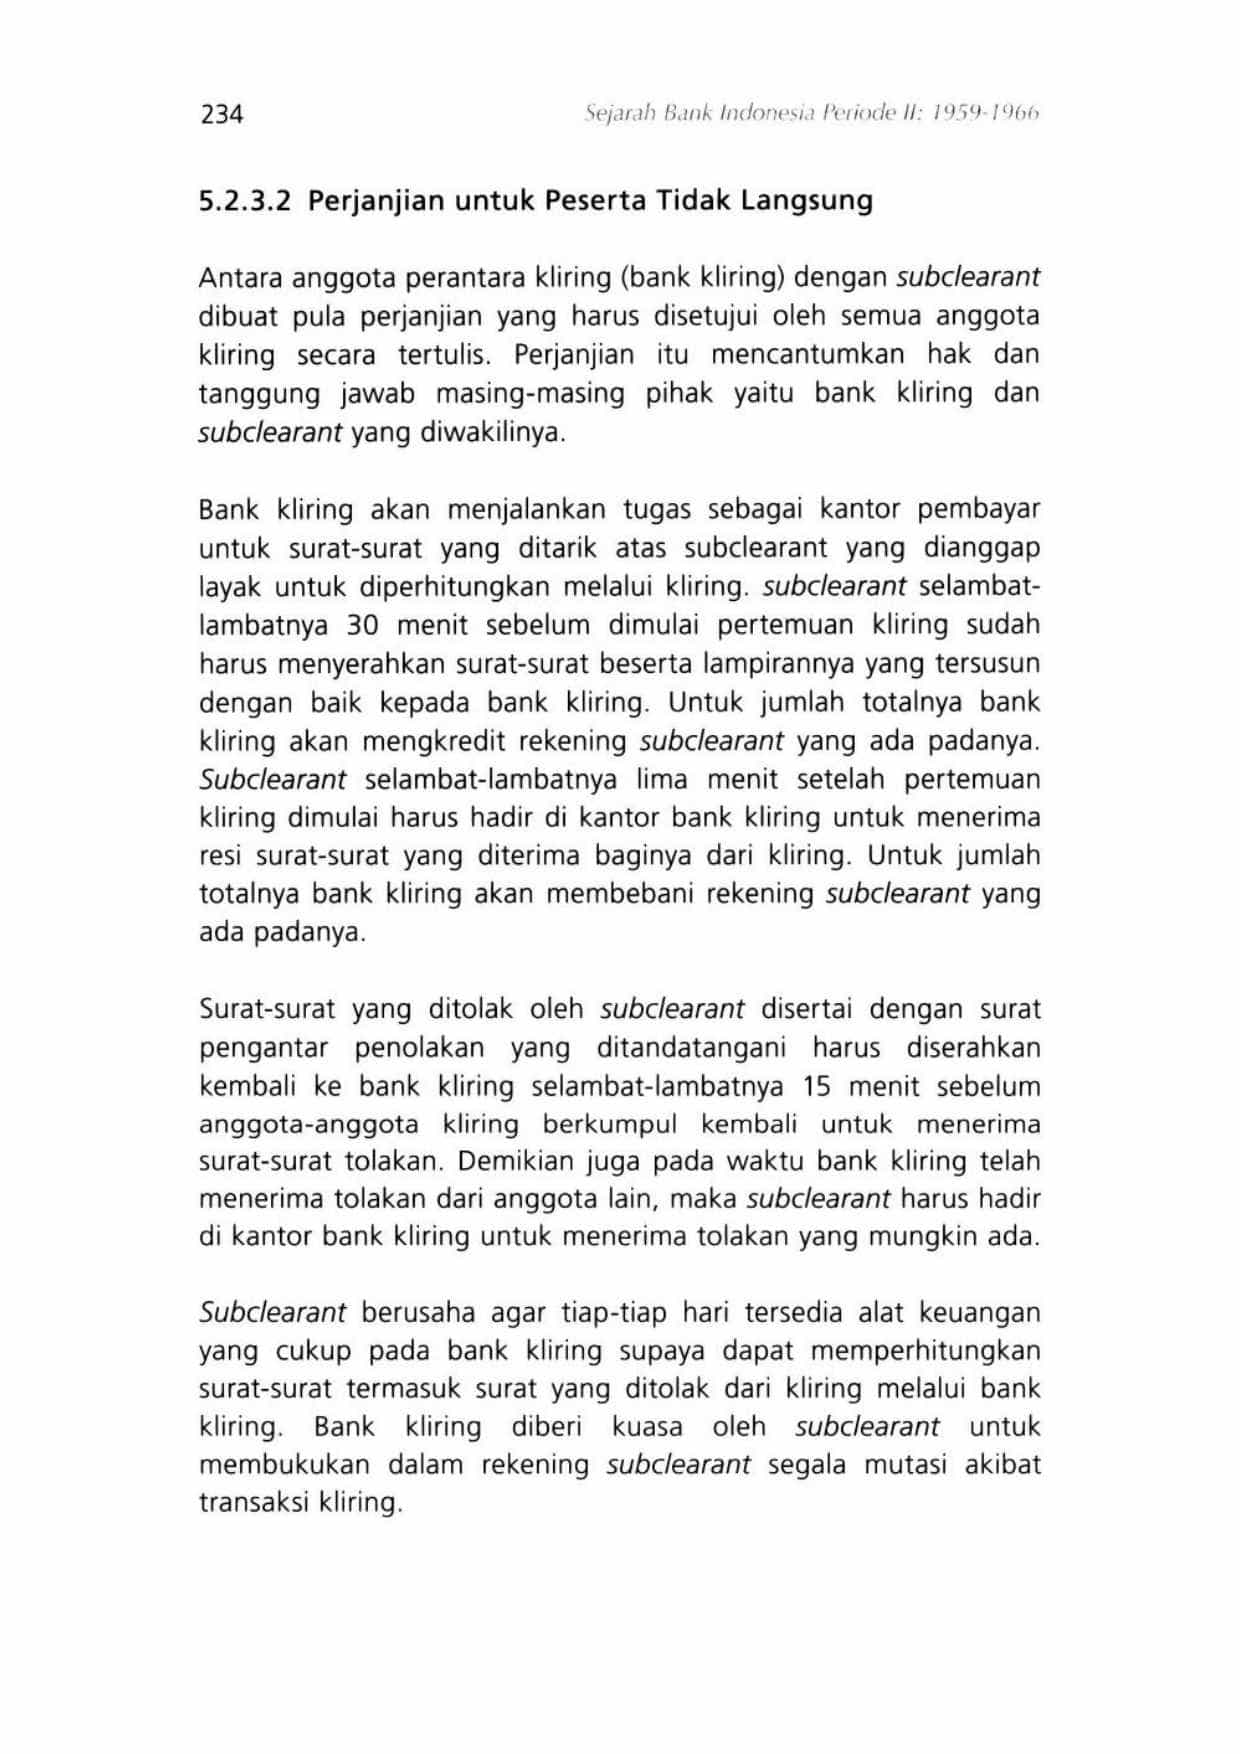 234
Sejarah Bank Indonesia Periode II: 1959-1966
5.2.3.2 Perjanjian untuk Peserta Tidak Langsung
Antara anggota perantara kliring (bank kliring) dengan subclearant
dibuat pula perjanjian yang harus disetujui oleh semua anggota
kliring secara tertulis. Perjanjian itu mencantumkan hak dan
tanggung jawab masing-masing pihak yaitu bank kliring dan
subclearant yang diwakilinya.
Bank kliring akan menjalankan tugas sebagai kantor pembayar
untuk surat-surat yang ditarik atas subclearant yang dianggap
layak untuk diperhitungkan melalui kliring. subclearant selambat-
lambatnya 30 menit sebelum dimulai pertemuan kliring sudah
harus menyerahkan surat-surat beserta lampirannya yang tersusun
dengan baik kepada bank kliring. Untuk jumlah totalnya bank
kliring akan mengkredit rekening subclearant yang ada padanya.
Subclearant selambat-lambatnya lima menit setelah pertemuan
kliring dimulai harus hadir di kantor bank kliring untuk menerima
resi surat-surat yang diterima baginya dari kliring. Untuk jumlah
totalnya bank kliring akan membebani rekening subclearant yang
ada padanya.
Surat-surat yang ditolak oleh subclearant disertai dengan surat
pengantar penolakan yang ditandatangani harus diserahkan
kembali ke bank kliring selambat-lambatnya 15 menit sebelum
anggota-anggota kliring berkumpul kembali untuk menerima
surat-surat tolakan. Demikian juga pada waktu bank kliring telah
menerima tolakan dari anggota lain, maka subclearant harus hadir
di kantor bank kliring untuk menerima tolakan yang mungkin ada.
Subclearant berusaha agar tiap-tiap hari tersedia alat keuangan
yang cukup pada bank kliring supaya dapat memperhitungkan
surat-surat termasuk surat yang ditolak dari kliring melalui bank
kliring. Bank kliring diberi kuasa oleh subclearant untuk
membukukan dalam rekening subclearant segala mutasi akibat
transaksi kliring.